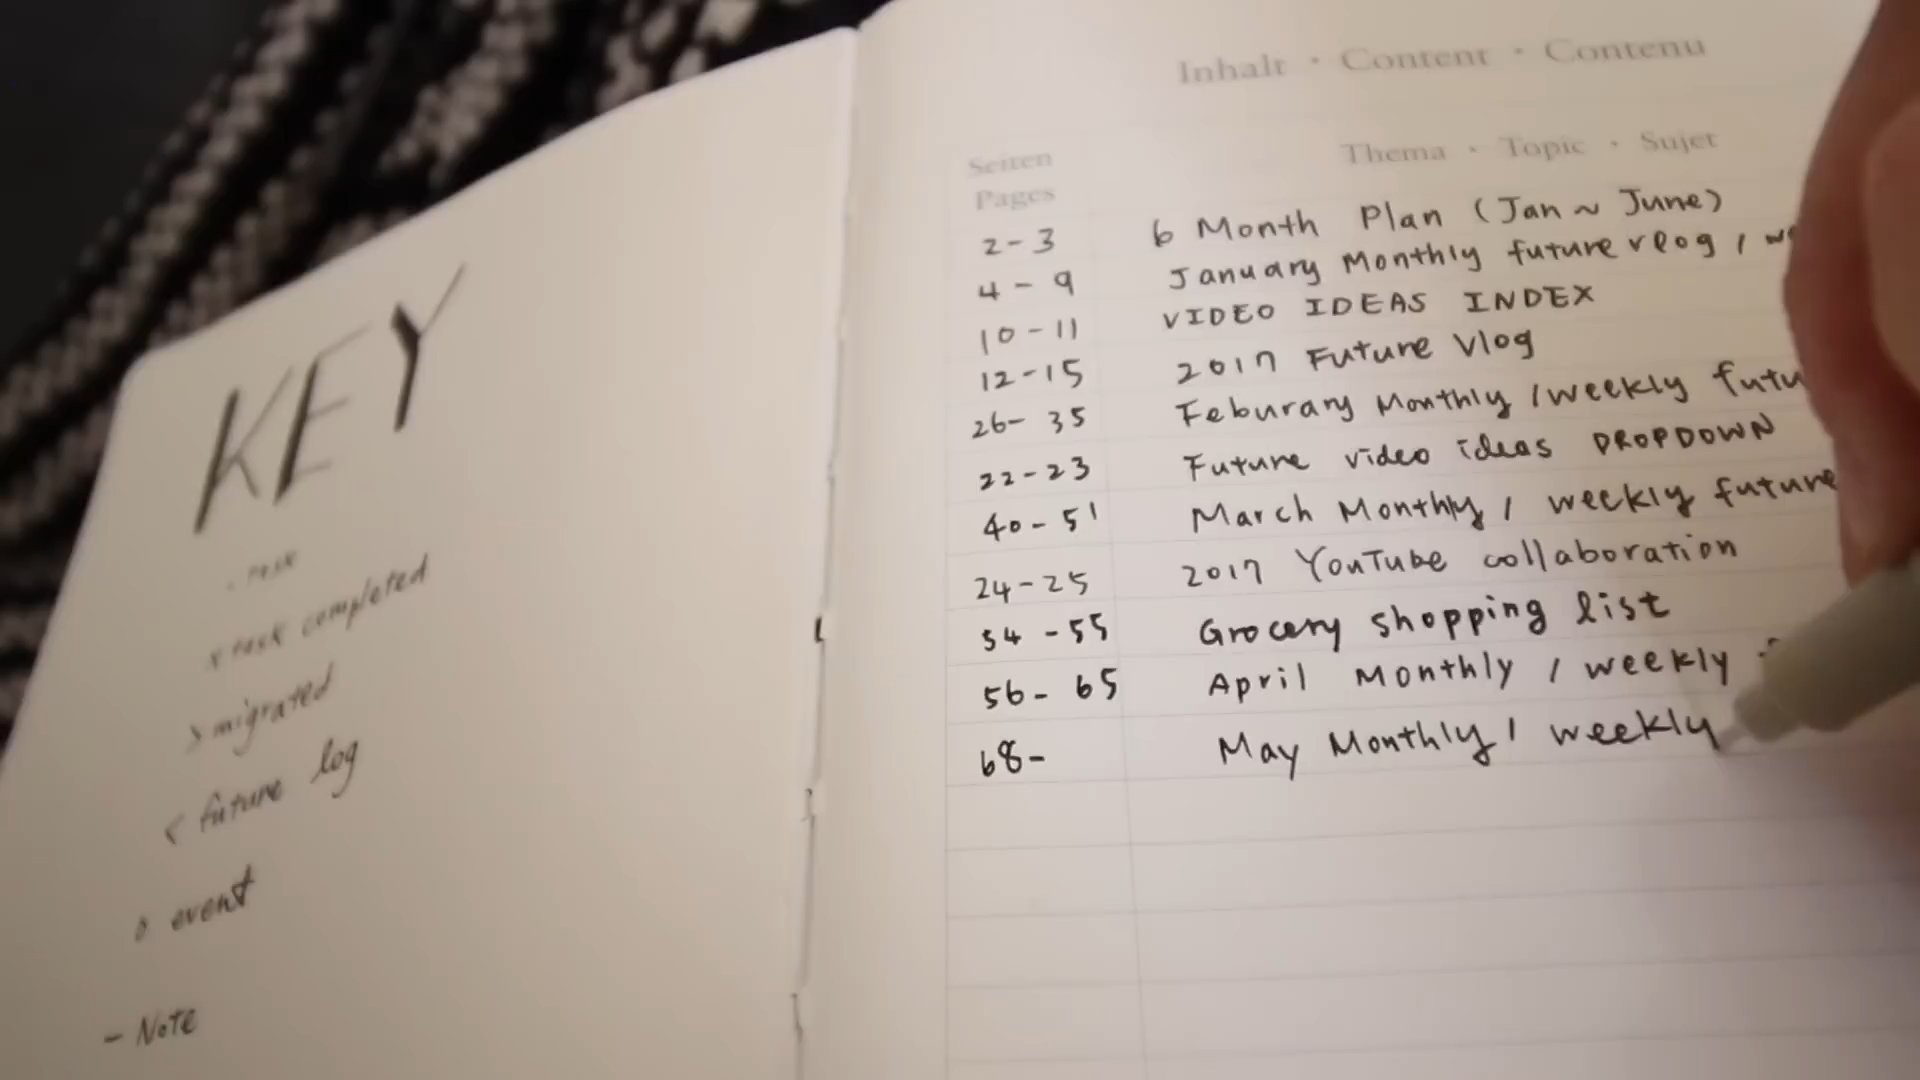 KEY
. task
x task completed
> migrated
< future log
o event
- Note
Inhalt · Content · Contenu
Seiten
Pages
Thema · Topic · Sujet
2-3 6 Month Plan (Jan ~ June)
4-9 January Monthly future vlog /
10-11 VIDEO IDEAS INDEX
12-15 2017 Future Vlog
26-35 Feburary Monthly /weekly futu
22-23 Future video ideas DROPDOWN
40-51 March Monthly / weekly future
24-25 2017 YouTube collaboration
54-55 Grocery shopping list
56-65 April Monthly / weekly
68- May Monthly / weekly